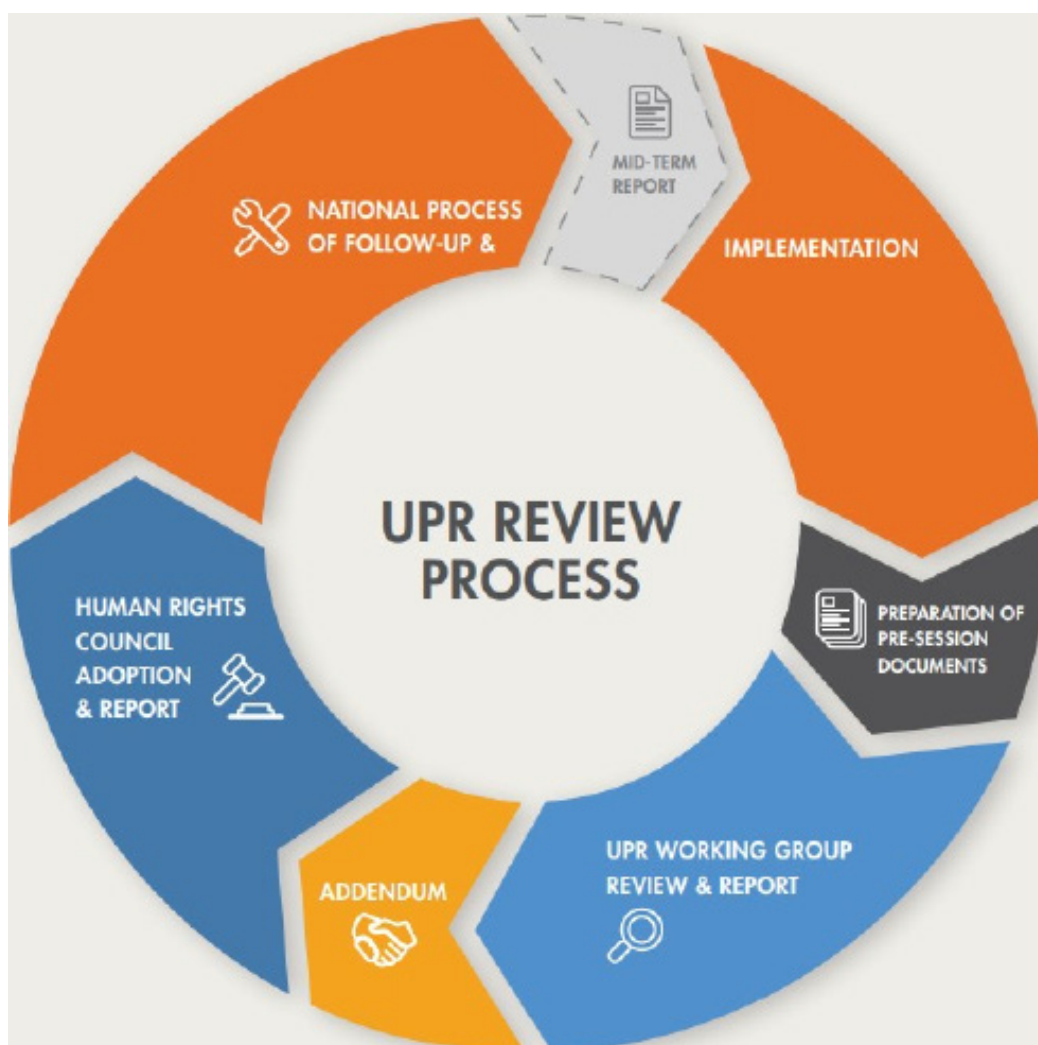 MID-TERM
REPORT
NATIONAL PROCESS
OF FOLLOW-UP &
IMPLEMENTATION
UPR REVIEW
PROCESS
PREPARATION OF
PRE-SESSION
DOCUMENTS
HUMAN RIGHTS
COUNCIL
ADOPTION
& REPORT
UPR WORKING GROUP
REVIEW & REPORT
ADDENDUM